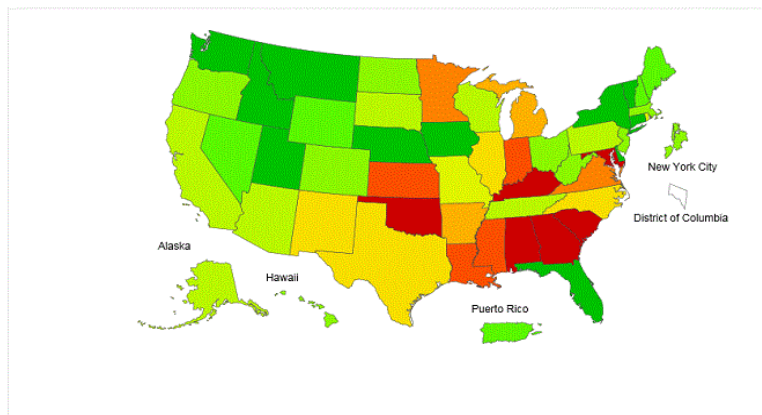 New York City
District of Columbia
Alaska
Hawaii
Puerto Rico